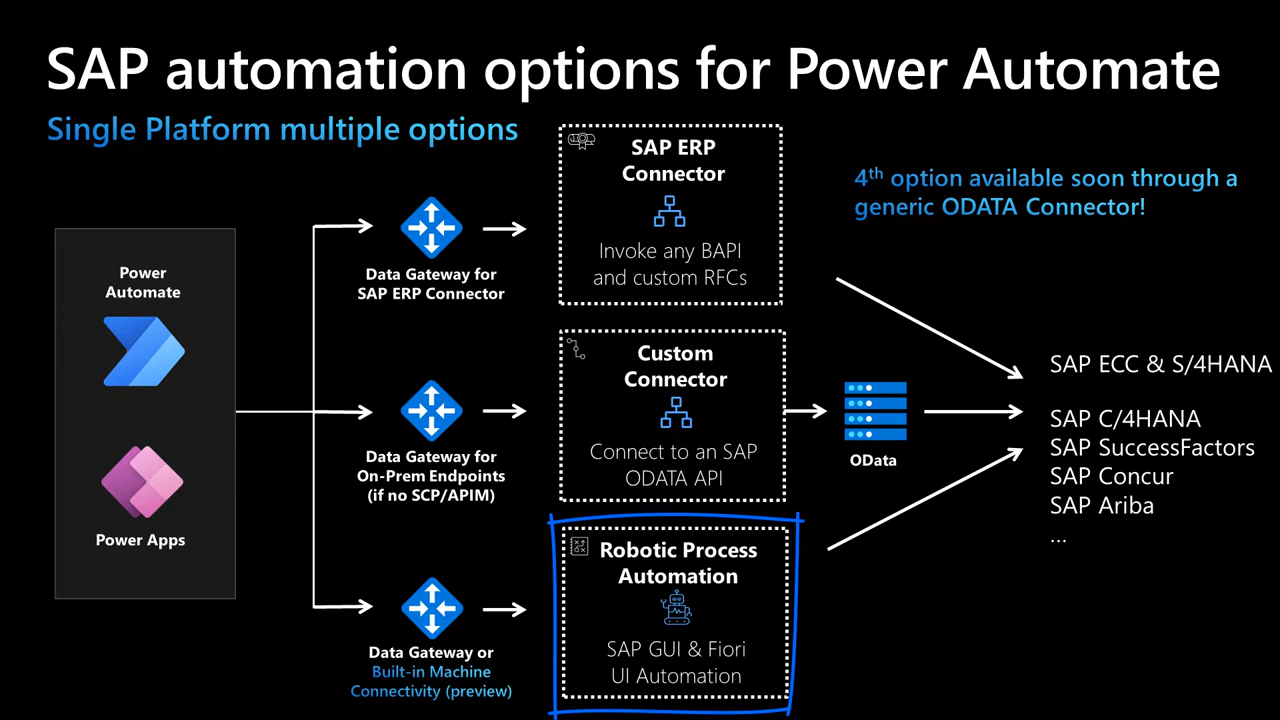 SAP automation options for Power Automate
Single Platform multiple options
4th option available soon through a
generic ODATA Connector!
Power
Automate
Power Apps
Data Gateway for
SAP ERP Connector
SAP ERP
Connector
Invoke any BAPI
and custom RFCs
Data Gateway for
On-Prem Endpoints
(if no SCP/APIM)
Custom
Connector
Connect to an SAP
ODATA API
OData
Data Gateway or
Built-in Machine
Connectivity (preview)
Robotic Process
Automation
SAP GUI & Fiori
UI Automation
SAP ECC & S/4HANA
SAP C/4HANA
SAP SuccessFactors
SAP Concur
SAP Ariba
...